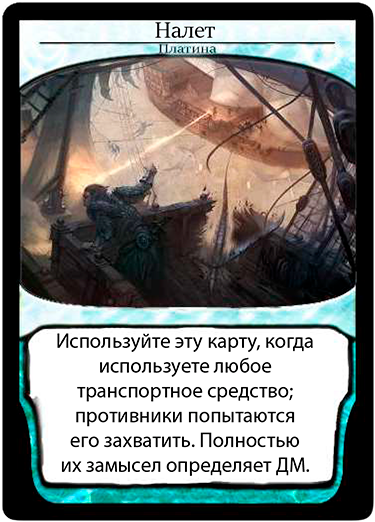 Налет
Платина
Используйте эту карту, когда
используете любое
транспортное средство;
противники попытаются
его захватить. Полностью
их замысел определяет ДМ.